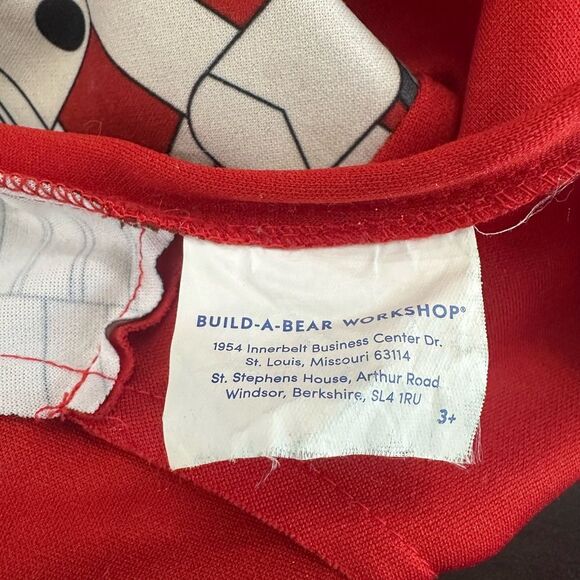 BUILD-A-BEAR WORKSHOP®
1954 Innerbelt Business Center Dr.
St. Louis, Missouri 63114
St. Stephens House, Arthur Road
Windsor, Berkshire, SL4 1RU
3+